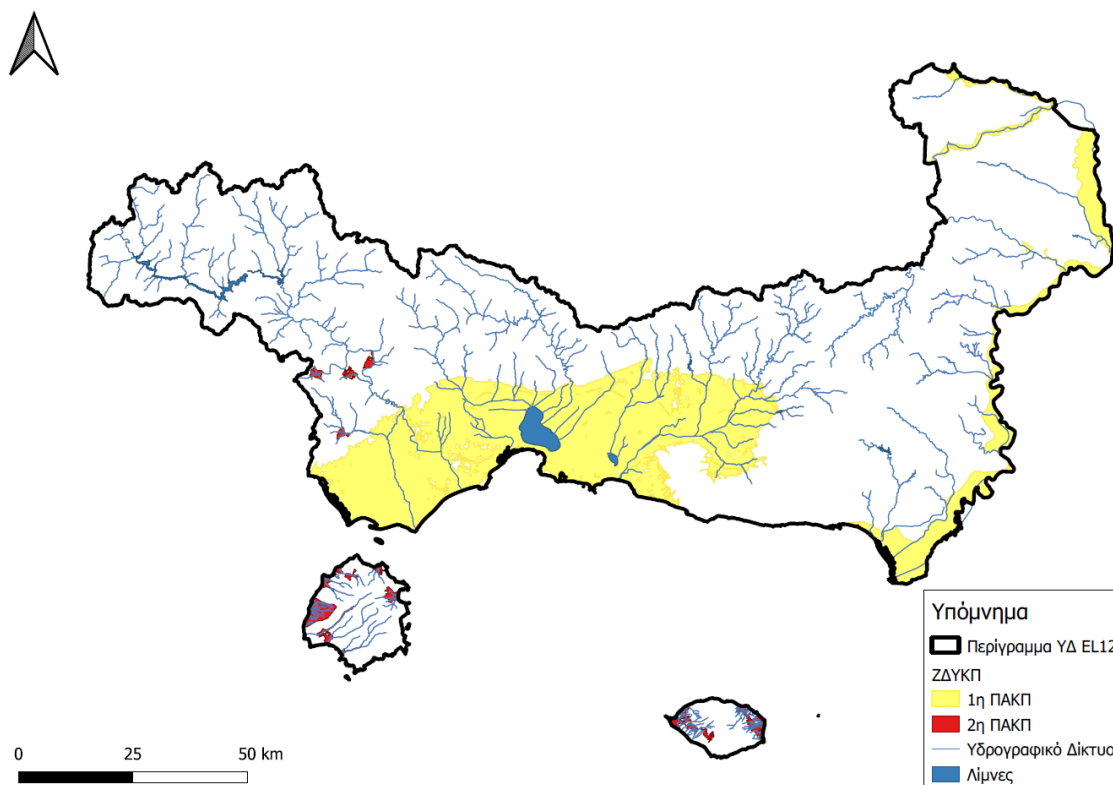 Υπόμνημα
Περίγραμμα ΥΔ EL12
ΖΔΥΚΠ
1η ΠΑΚΠ
2η ΠΑΚΠ
Υδρογραφικό Δίκτυο
Λίμνες
0 25 50 km